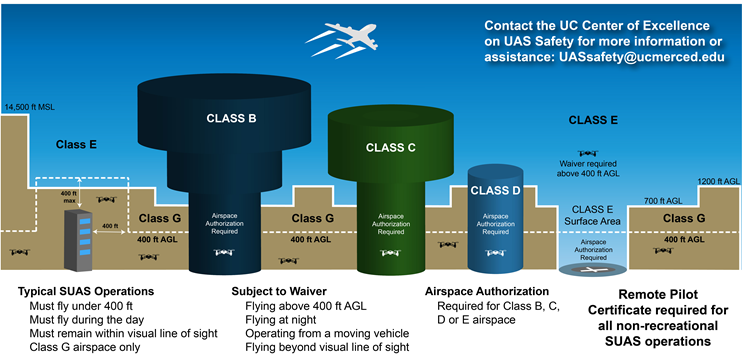 Contact the UC Center of Excellence
on UAS Safety for more information or
assistance: UASsafety@ucmerced.edu
14,500 ft MSL
Class E
CLASS B
CLASS C
CLASS E
Waiver required
above 400 ft AGL
CLASS D
1200 ft AGL
700 ft AGL
400 ft
max
400 ft
Class G
400 ft AGL
Airspace
Authorization
Required
Class G
400 ft AGL
Airspace
Authorization
Required
Class G
400 ft AGL
Airspace
Authorization
Required
CLASS E
Surface Area
Airspace
Authorization
Required
Class G
400 ft AGL
Typical SUAS Operations
Must fly under 400 ft
Must fly during the day
Must remain within visual line of sight
Class G airspace only
Subject to Waiver
Flying above 400 ft AGL
Flying at night
Operating from a moving vehicle
Flying beyond visual line of sight
Airspace Authorization
Required for Class B, C,
D or E airspace
Remote Pilot
Certificate required for
all non-recreational
SUAS operations